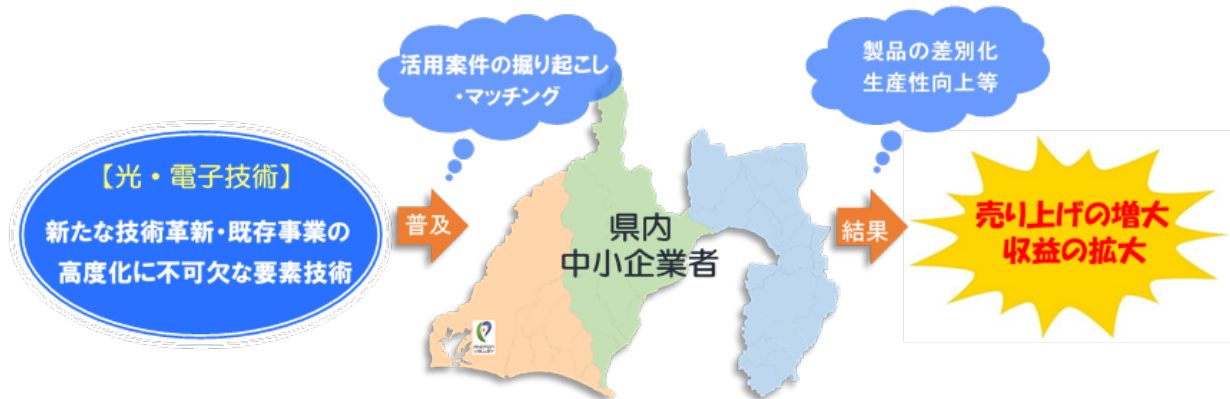 【光・電子技術】
新たな技術革新・既存事業の
高度化に不可欠な要素技術
活用案件の掘り起こし
・マッチング
普及
県内
中小企業者
PHOTON
VALLEY
製品の差別化
生産性向上等
結果
売り上げの増大
収益の拡大